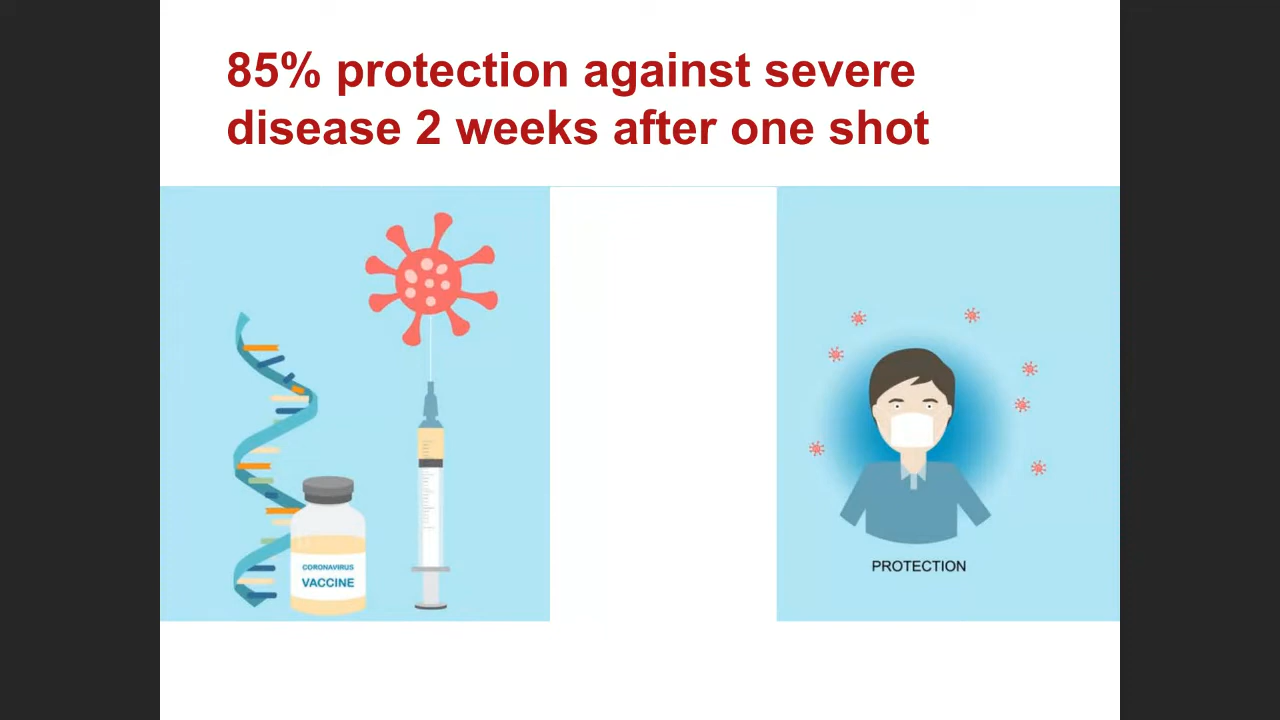 85% protection against severe
disease 2 weeks after one shot
CORONAVIRUS
VACCINE
PROTECTION